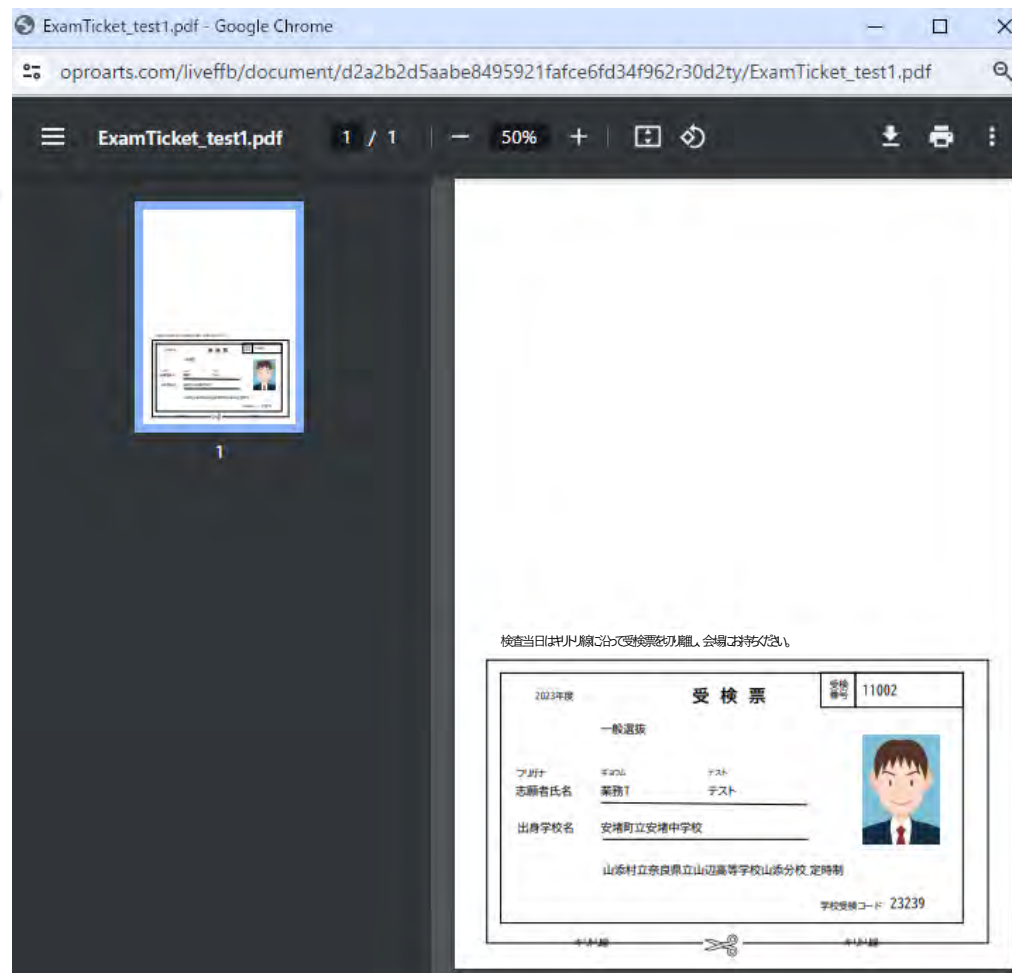 ExamTicket_test1.pdf - Google Chrome
oproarts.com/liveffb/document/d2a2b2d5aabe8495921fafce6fd34f962r30d2ty/ExamTicket_test1.pdf
ExamTicket_test1.pdf 1 / 1 50%
1
検査当日はキリトリ線に沿って受検票を切り離し、会場にお持ちください。
2023年度 受検票 受検番号 11002
一般選抜
フリガナ ギョウム テスト
志願者氏名 業務1 テスト
出身学校名 安堵町立安堵中学校
山添村立奈良県立山辺高等学校山添分校 定時制
学校受検コード 23239
キリトリ線 キリトリ線